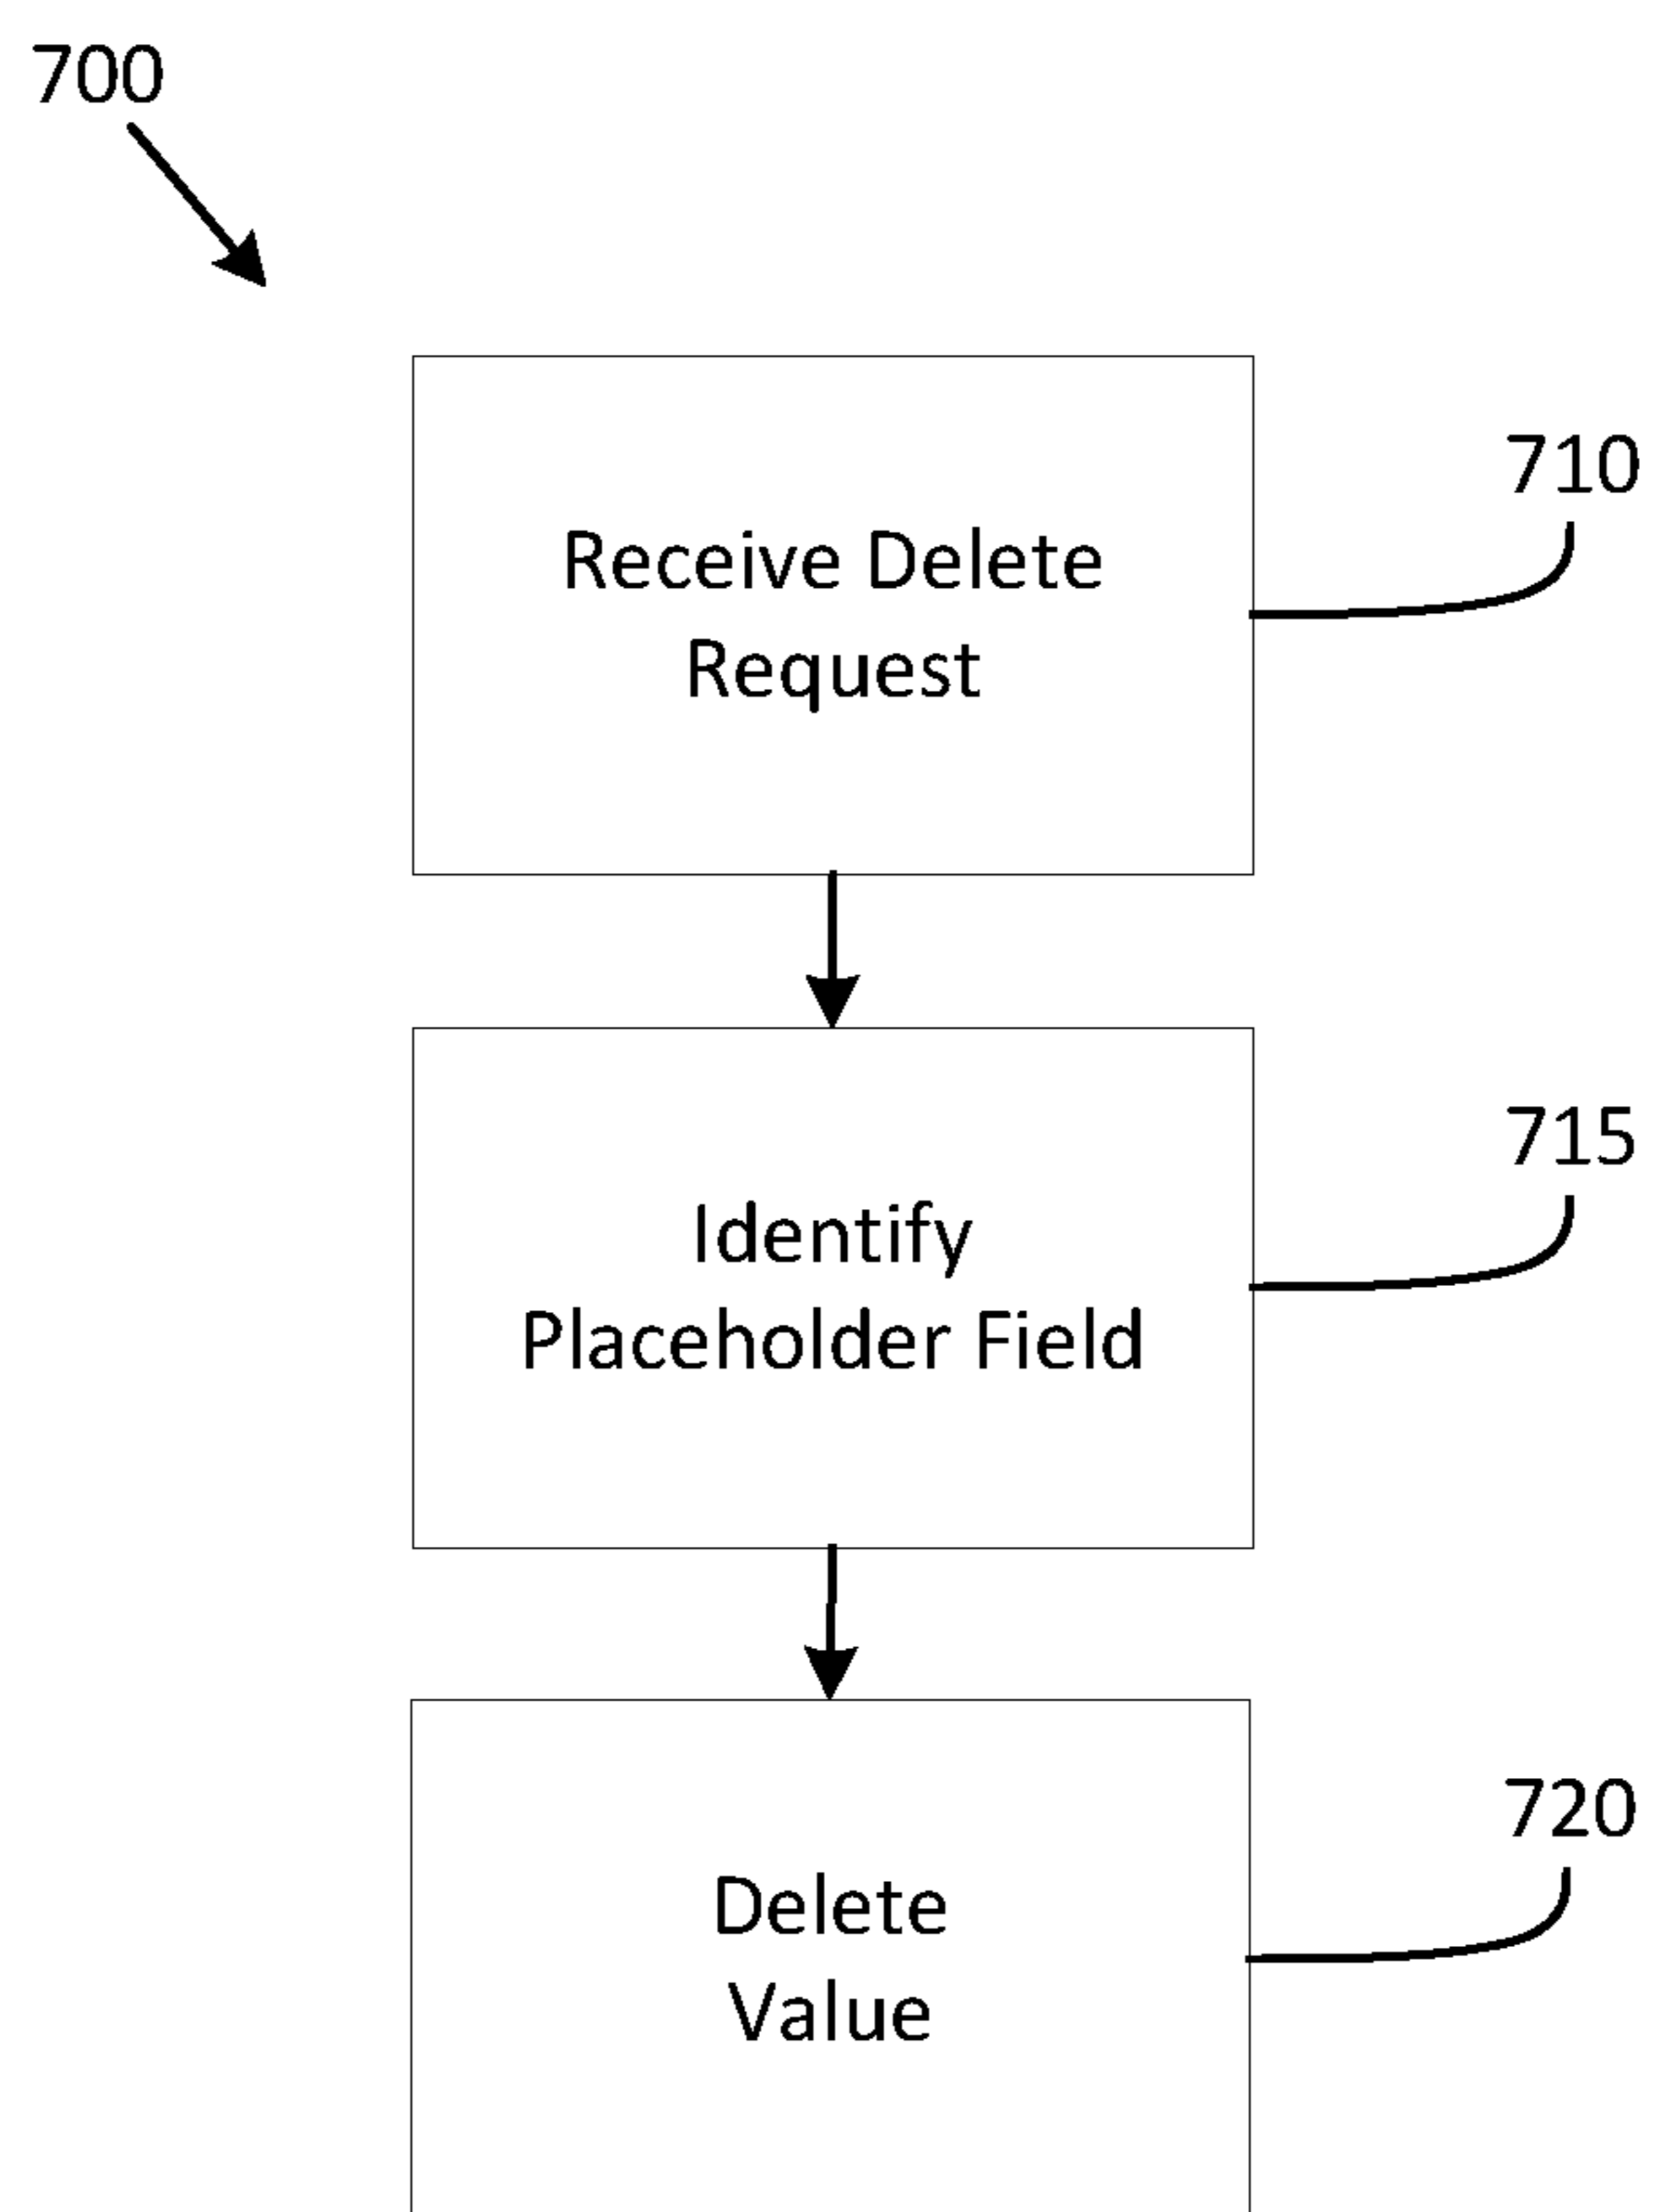 700
710
Receive Delete
Request
715
Identify
Placeholder Field
720
Delete
Value